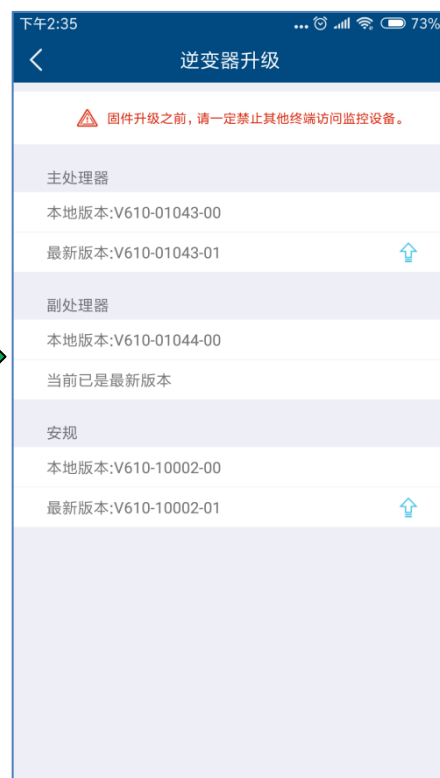 下午2:35 ... 73%
逆变器升级
固件升级之前，请一定禁止其他终端访问监控设备。
主处理器
本地版本:V610-01043-00
最新版本:V610-01043-01
副处理器
本地版本:V610-01044-00
当前已是最新版本
安规
本地版本:V610-10002-00
最新版本:V610-10002-01